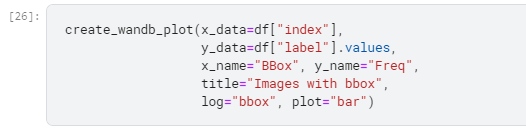 [26]:
create_wandb_plot(x_data=df["index"],
y_data=df["label"].values,
x_name="BBox", y_name="Freq",
title="Images with bbox",
log="bbox", plot="bar")